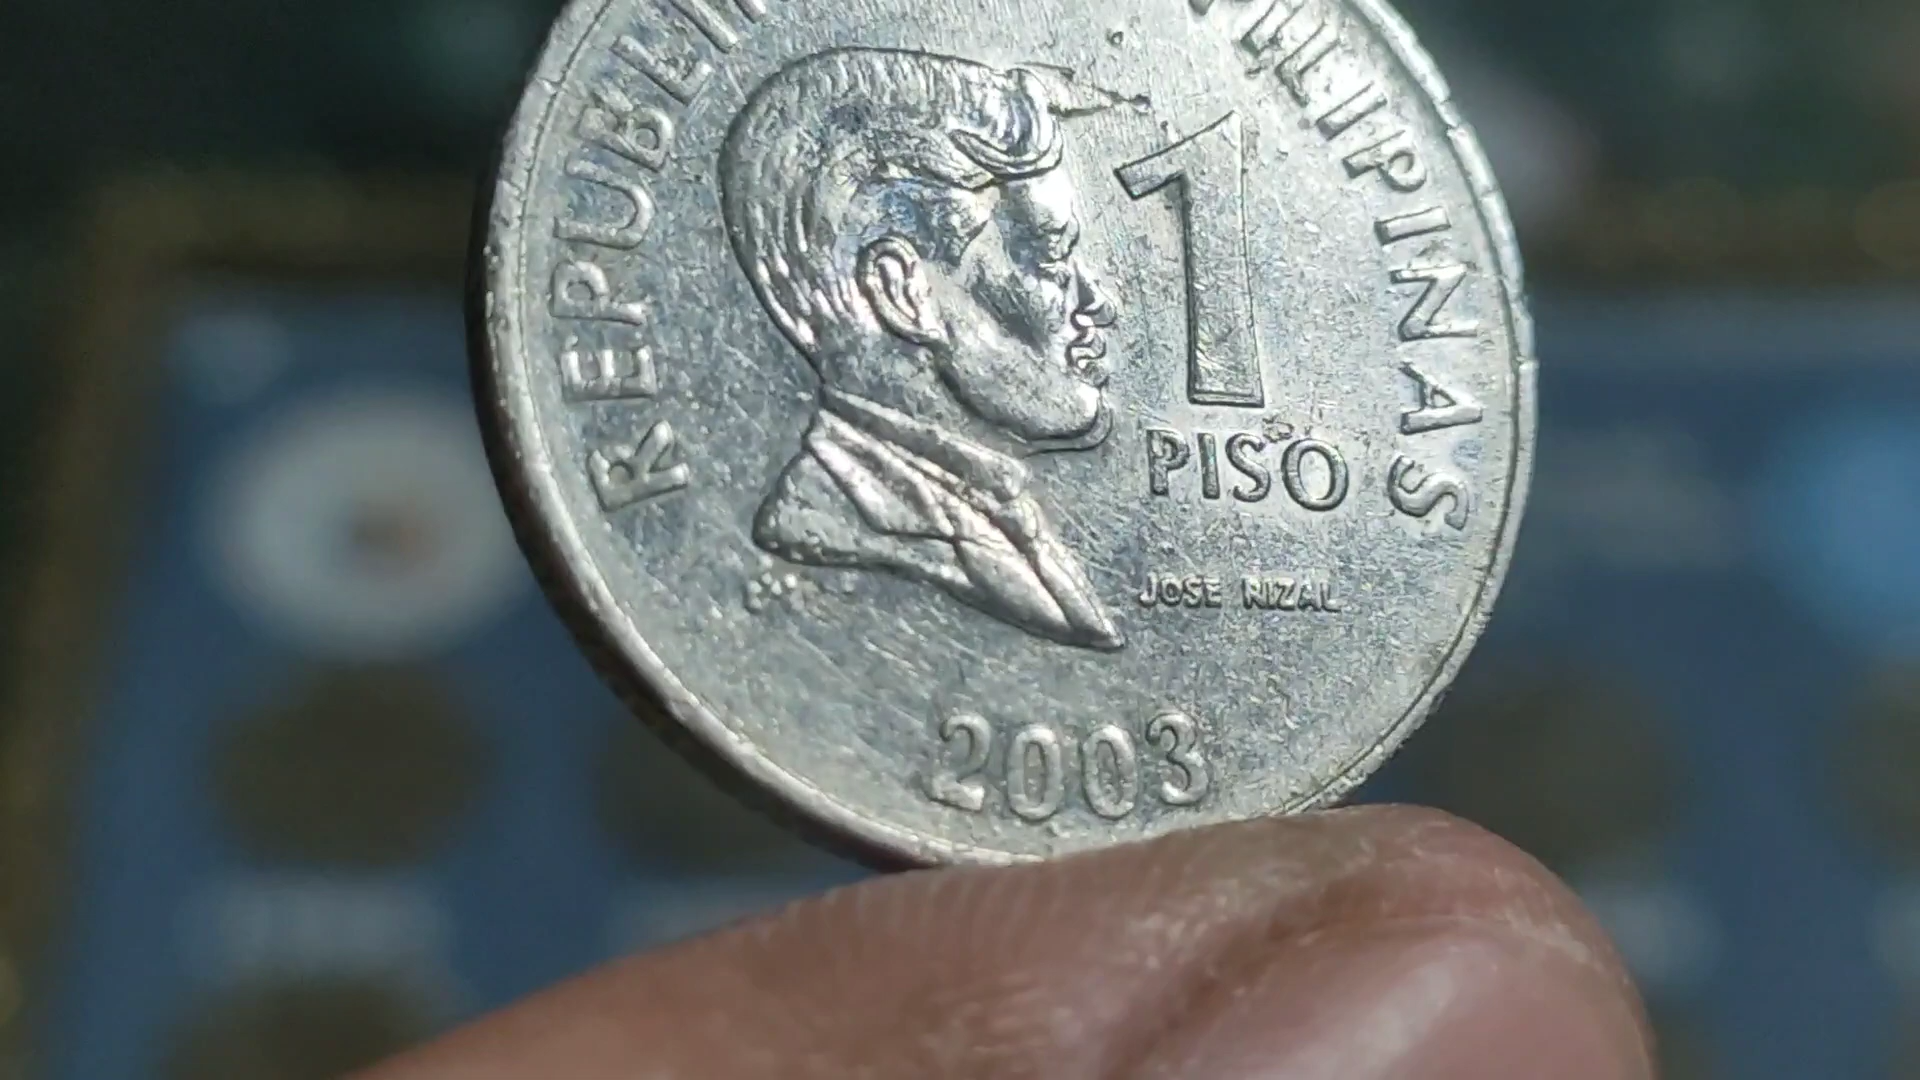 REPUBLI
PILIPINAS
1
PISO
JOSE RIZAL
2003